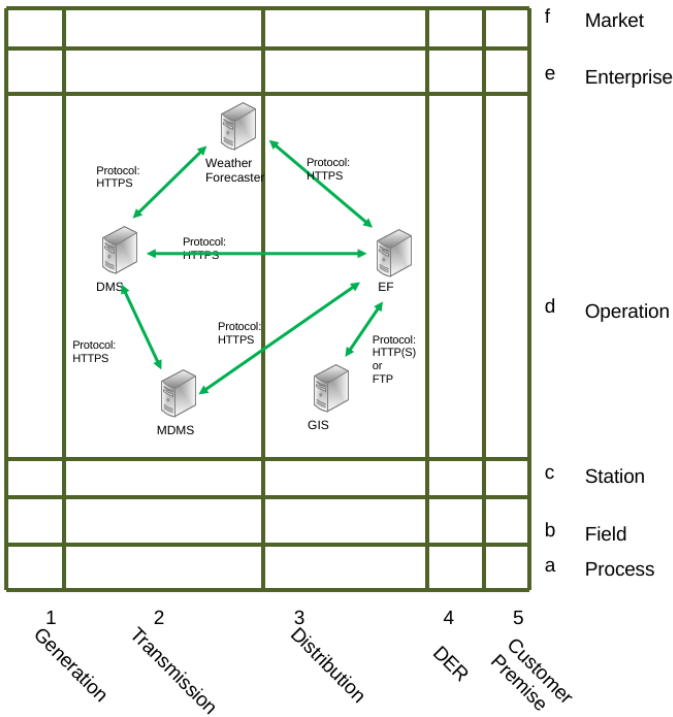 f Market
e Enterprise
Weather
Forecaster
Protocol:
HTTPS
Protocol:
HTTPS
Protocol:
HTTPS
DMS
EF
d Operation
Protocol:
HTTPS
Protocol:
HTTPS
Protocol:
HTTP(S)
or
FTP
MDMS
GIS
c Station
b Field
a Process
1
Generation
2
Transmission
3
Distribution
4
DER
5
Customer
Premise